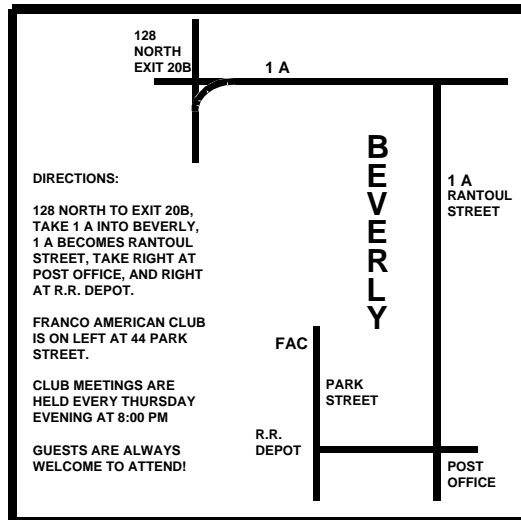 128
NORTH
EXIT 20B
1 A
BEVERLY
1 A
RANTOUL
STREET
DIRECTIONS:
128 NORTH TO EXIT 20B,
TAKE 1 A INTO BEVERLY,
1 A BECOMES RANTOUL
STREET, TAKE RIGHT AT
POST OFFICE, AND RIGHT
AT R.R. DEPOT.
FRANCO AMERICAN CLUB
IS ON LEFT AT 44 PARK
STREET.
CLUB MEETINGS ARE
HELD EVERY THURSDAY
EVENING AT 8:00 PM
GUESTS ARE ALWAYS
WELCOME TO ATTEND!
FAC
PARK
STREET
R.R.
DEPOT
POST
OFFICE